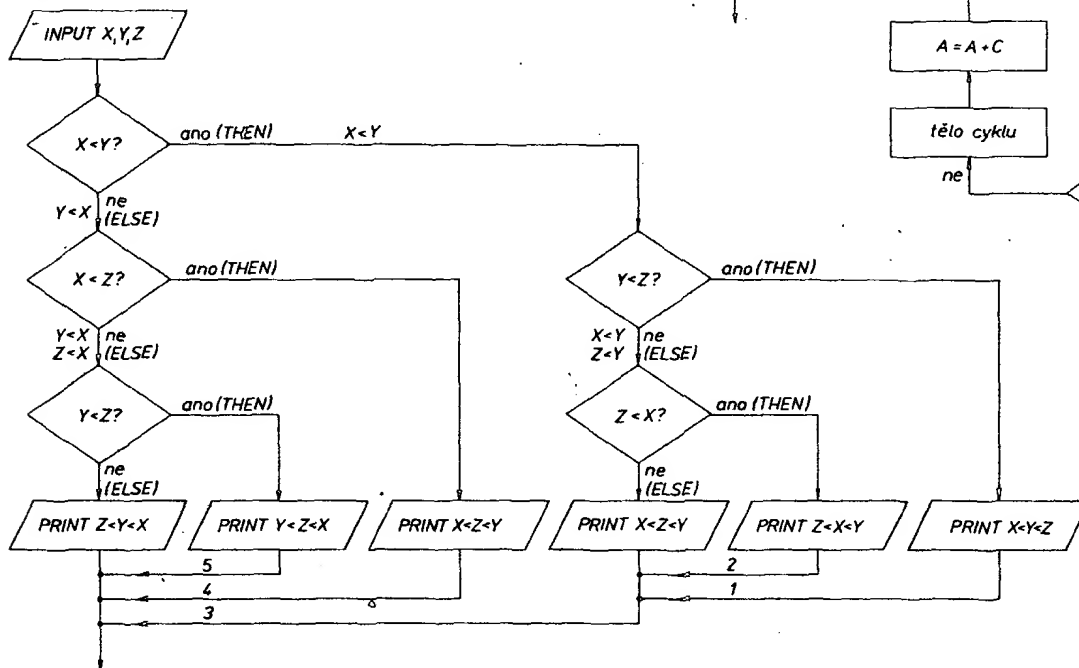 INPUT X,Y,Z
X<Y?
ano (THEN)
X<Y
Y<X
ne
(ELSE)
X<Z?
ano (THEN)
Y<X
Z<X
ne
(ELSE)
Y<Z?
ano (THEN)
ne
(ELSE)
Y<Z?
ano (THEN)
X<Y
Z<Y
ne
(ELSE)
Z<X?
ano (THEN)
ne
(ELSE)
PRINT Z<Y<X
PRINT Y<Z<X
PRINT X<Z<Y
PRINT X<Z<Y
PRINT Z<X<Y
PRINT X<Y<Z
5
4
3
2
1
A=A+C
tělo cyklu
ne